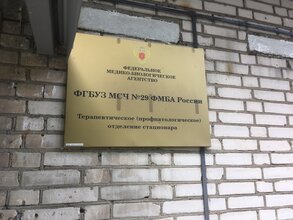 ФЕДЕРАЛЬНОЕ
МЕДИКО-БИОЛОГИЧЕСКОЕ
АГЕНТСТВО
ФГБУЗ МСЧ №29 ФМБА России
Терапевтическое (профпатологическое)
отделение стационара